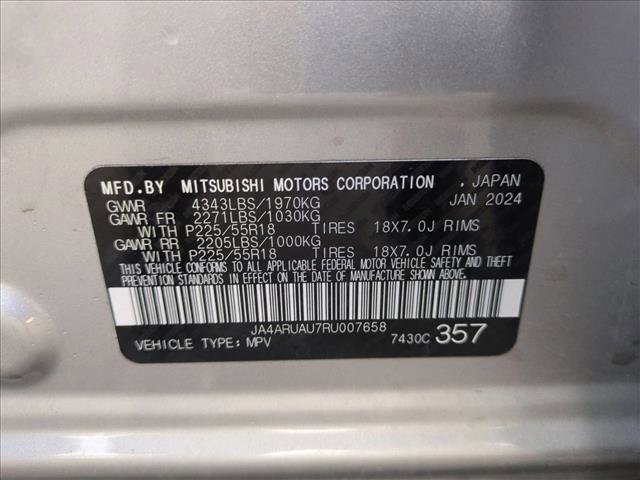 MFD.BY MITSUBISHI MOTORS CORPORATION , JAPAN
GVWR 4343LBS/1970KG JAN 2024
GAWR FR 2271LBS/1030KG
WITH P225/55R18 TIRES 18X7.0J RIMS
GAWR RR 2205LBS/1000KG
WITH P225/55R18 TIRES 18X7.0J RIMS
THIS VEHICLE CONFORMS TO ALL APPLICABLE FEDERAL MOTOR VEHICLE SAFETY AND THEFT
PREVENTION STANDARDS IN EFFECT ON THE DATE OF MANUFACTURE SHOWN ABOVE.
JA4ARUAU7RU007658
VEHICLE TYPE: MPV 7430C 357